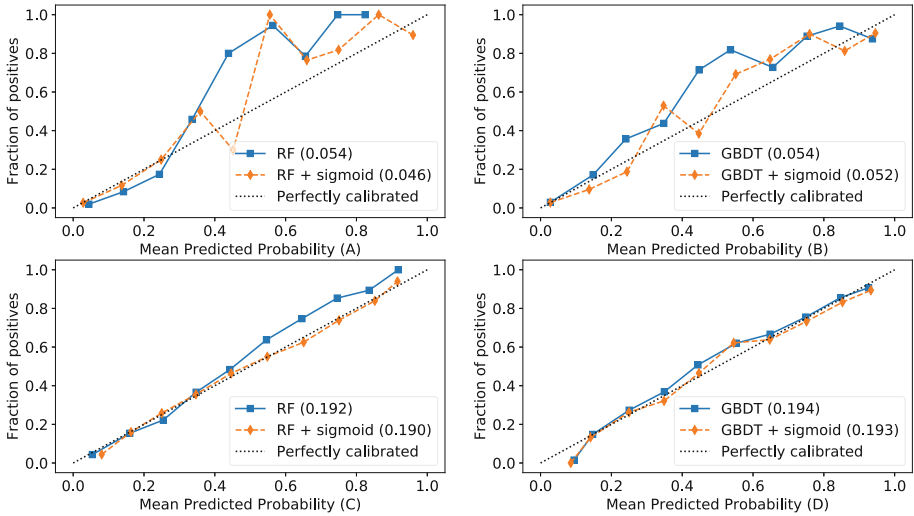 Fraction of positives
1.0
0.8
0.6
0.4
0.2
0.0
RF (0.054)
RF + sigmoid (0.046)
Perfectly calibrated
0.0 0.2 0.4 0.6 0.8 1.0
Mean Predicted Probability (A)
Fraction of positives
1.0
0.8
0.6
0.4
0.2
0.0
GBDT (0.054)
GBDT + sigmoid (0.052)
Perfectly calibrated
0.0 0.2 0.4 0.6 0.8 1.0
Mean Predicted Probability (B)
Fraction of positives
1.0
0.8
0.6
0.4
0.2
0.0
RF (0.192)
RF + sigmoid (0.190)
Perfectly calibrated
0.0 0.2 0.4 0.6 0.8 1.0
Mean Predicted Probability (C)
Fraction of positives
1.0
0.8
0.6
0.4
0.2
0.0
GBDT (0.194)
GBDT + sigmoid (0.193)
Perfectly calibrated
0.0 0.2 0.4 0.6 0.8 1.0
Mean Predicted Probability (D)